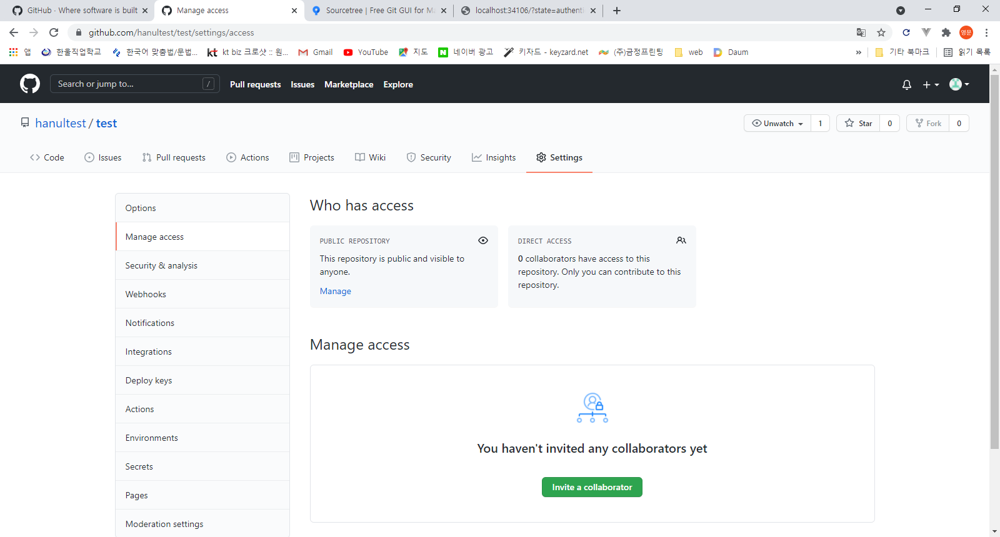 GitHub · Where software is built
Manage access
Sourcetree | Free Git GUI for Ma
localhost:34106/?state=authenti
github.com/hanultest/test/settings/access
영문
앱
한울직업학교
한국어 맞춤법/문법...
kt
kt biz 크로샷 :: 원...
Gmail
YouTube
지도
N
네이버 광고
키자드 - keyzard.net
(주)금정프린팅
web
D
Daum
»
기타 북마크
읽기 목록
Search or jump to...
/
Pull requests
Issues
Marketplace
Explore
hanultest / test
Unwatch
1
Star
0
Fork
0
Code
Issues
Pull requests
Actions
Projects
Wiki
Security
Insights
Settings
Options
Manage access
Security & analysis
Webhooks
Notifications
Integrations
Deploy keys
Actions
Environments
Secrets
Pages
Moderation settings
Who has access
PUBLIC REPOSITORY
This repository is public and visible to
anyone.
Manage
DIRECT ACCESS
0 collaborators have access to this
repository. Only you can contribute to this
repository.
Manage access
You haven't invited any collaborators yet
Invite a collaborator